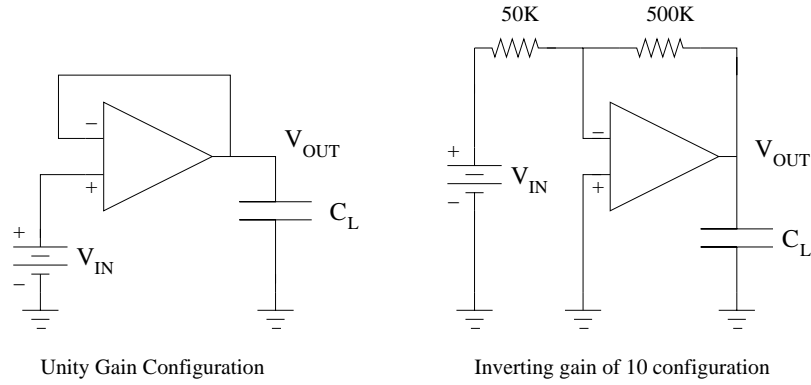 50K
500K
−
+
V_OUT
C_L
+
V_IN
−
−
+
V_OUT
C_L
+
V_IN
−
Unity Gain Configuration
Inverting gain of 10 configuration